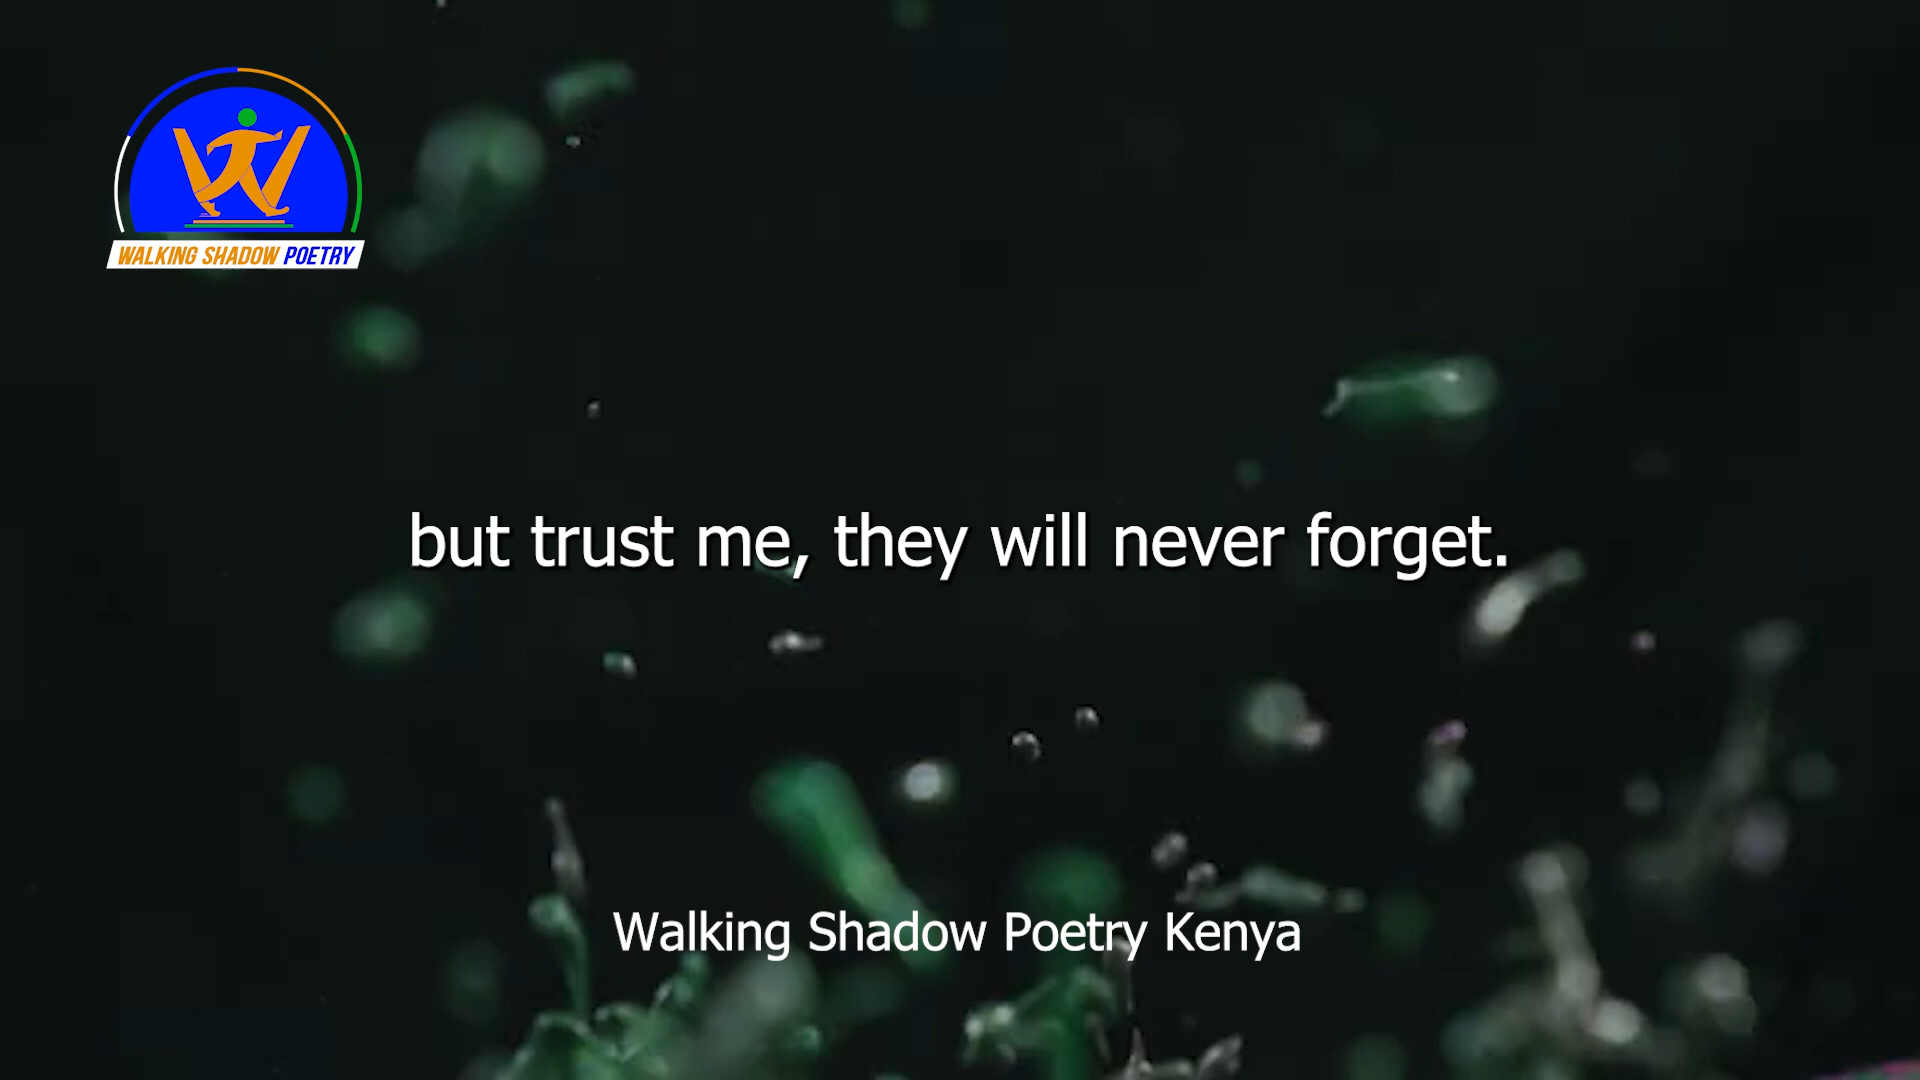 WALKING SHADOW POETRY
but trust me, they will never forget.
Walking Shadow Poetry Kenya